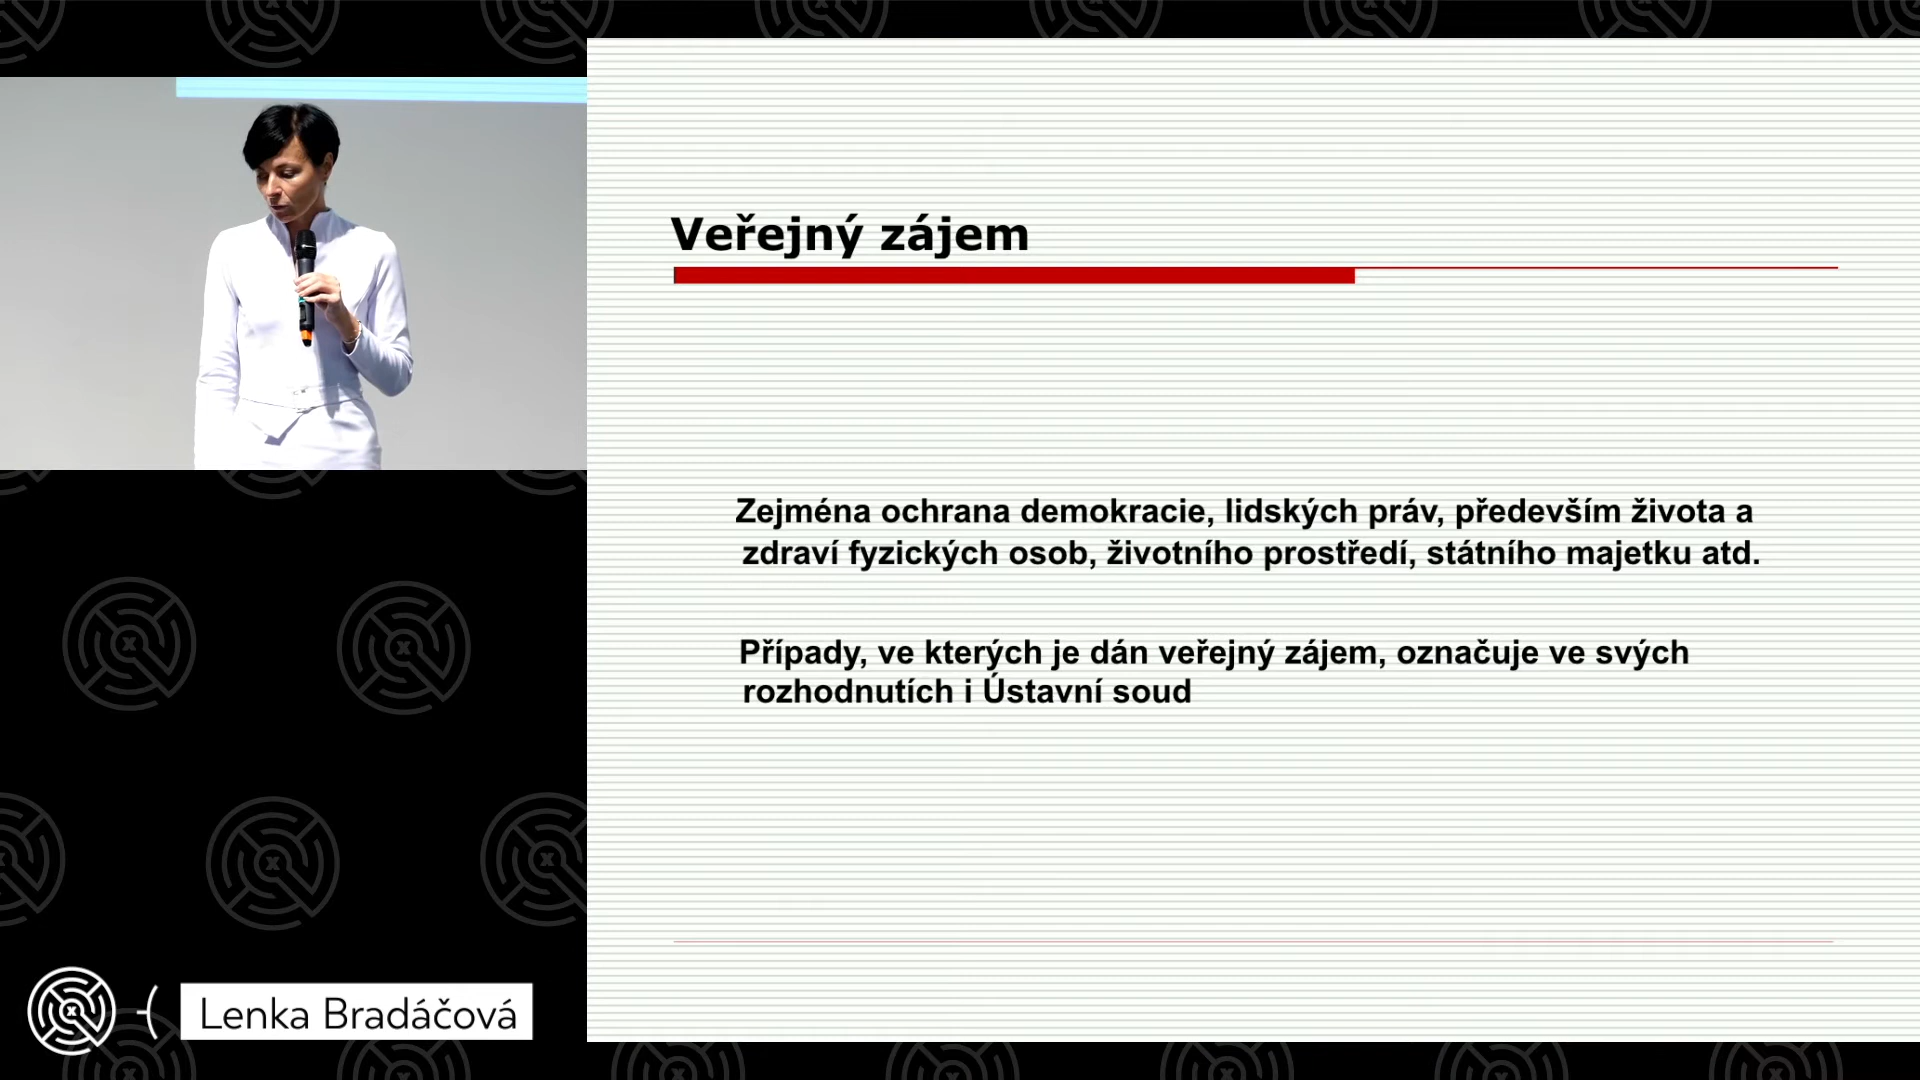 Veřejný zájem
Zejména ochrana demokracie, lidských práv, především života a
zdraví fyzických osob, životního prostředí, státního majetku atd.
Případy, ve kterých je dán veřejný zájem, označuje ve svých
rozhodnutích i Ústavní soud
Lenka Bradáčová